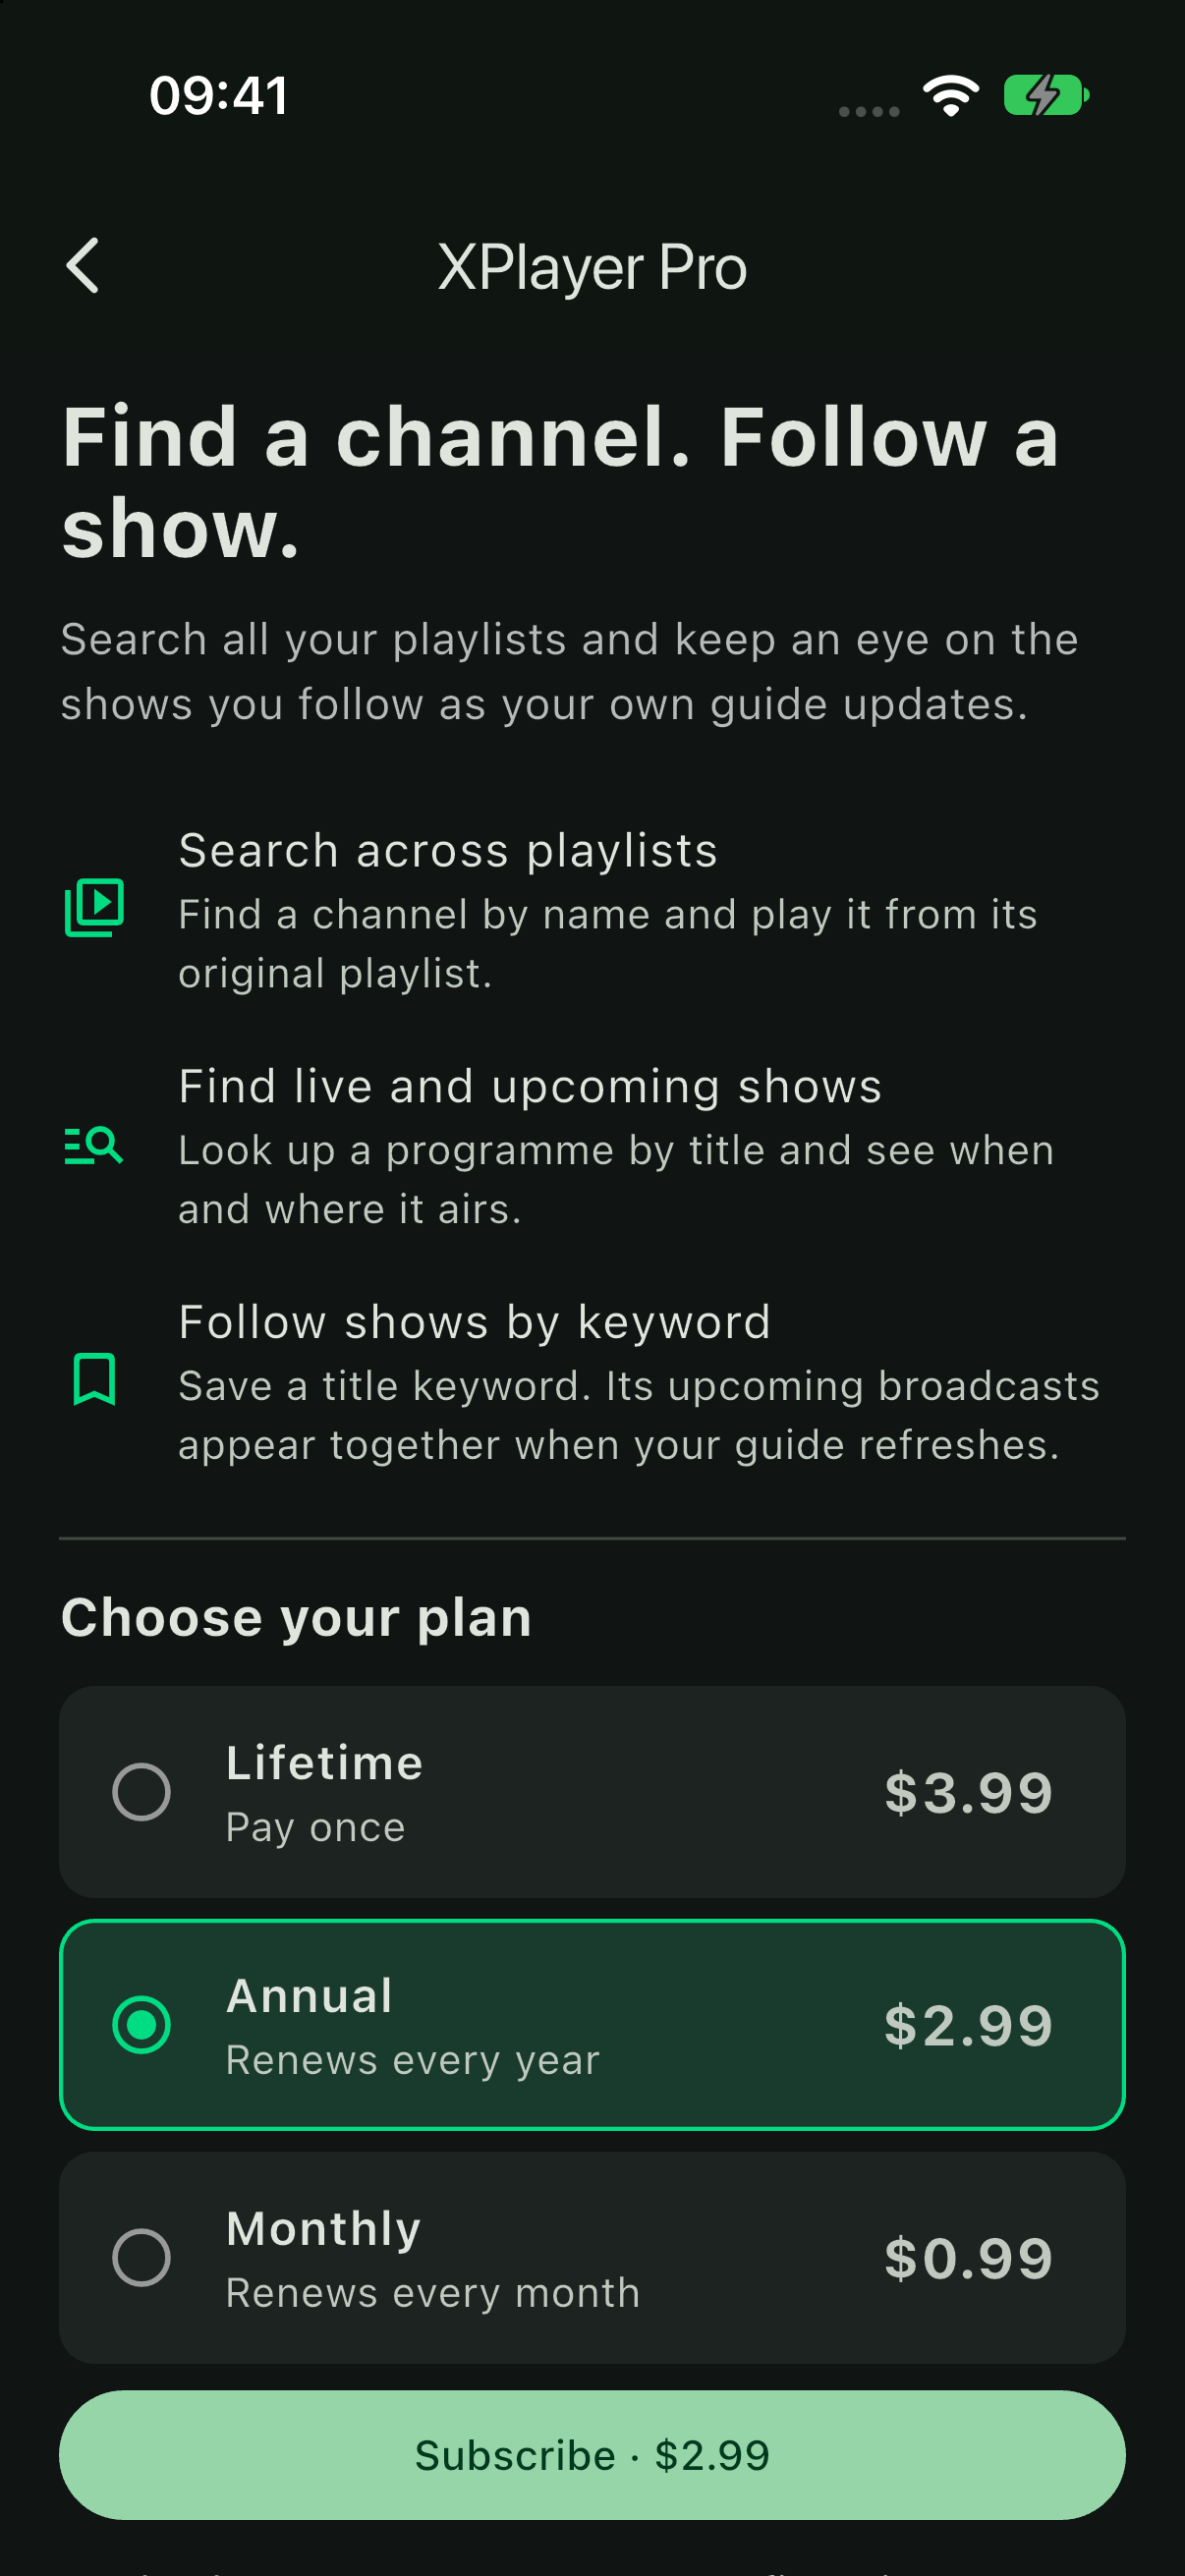 09:41
XPlayer Pro
Find a channel. Follow a
show.
Search all your playlists and keep an eye on the
shows you follow as your own guide updates.
Search across playlists
Find a channel by name and play it from its
original playlist.
Find live and upcoming shows
Look up a programme by title and see when
and where it airs.
Follow shows by keyword
Save a title keyword. Its upcoming broadcasts
appear together when your guide refreshes.
Choose your plan
Lifetime
Pay once
$3.99
Annual
Renews every year
$2.99
Monthly
Renews every month
$0.99
Subscribe · $2.99